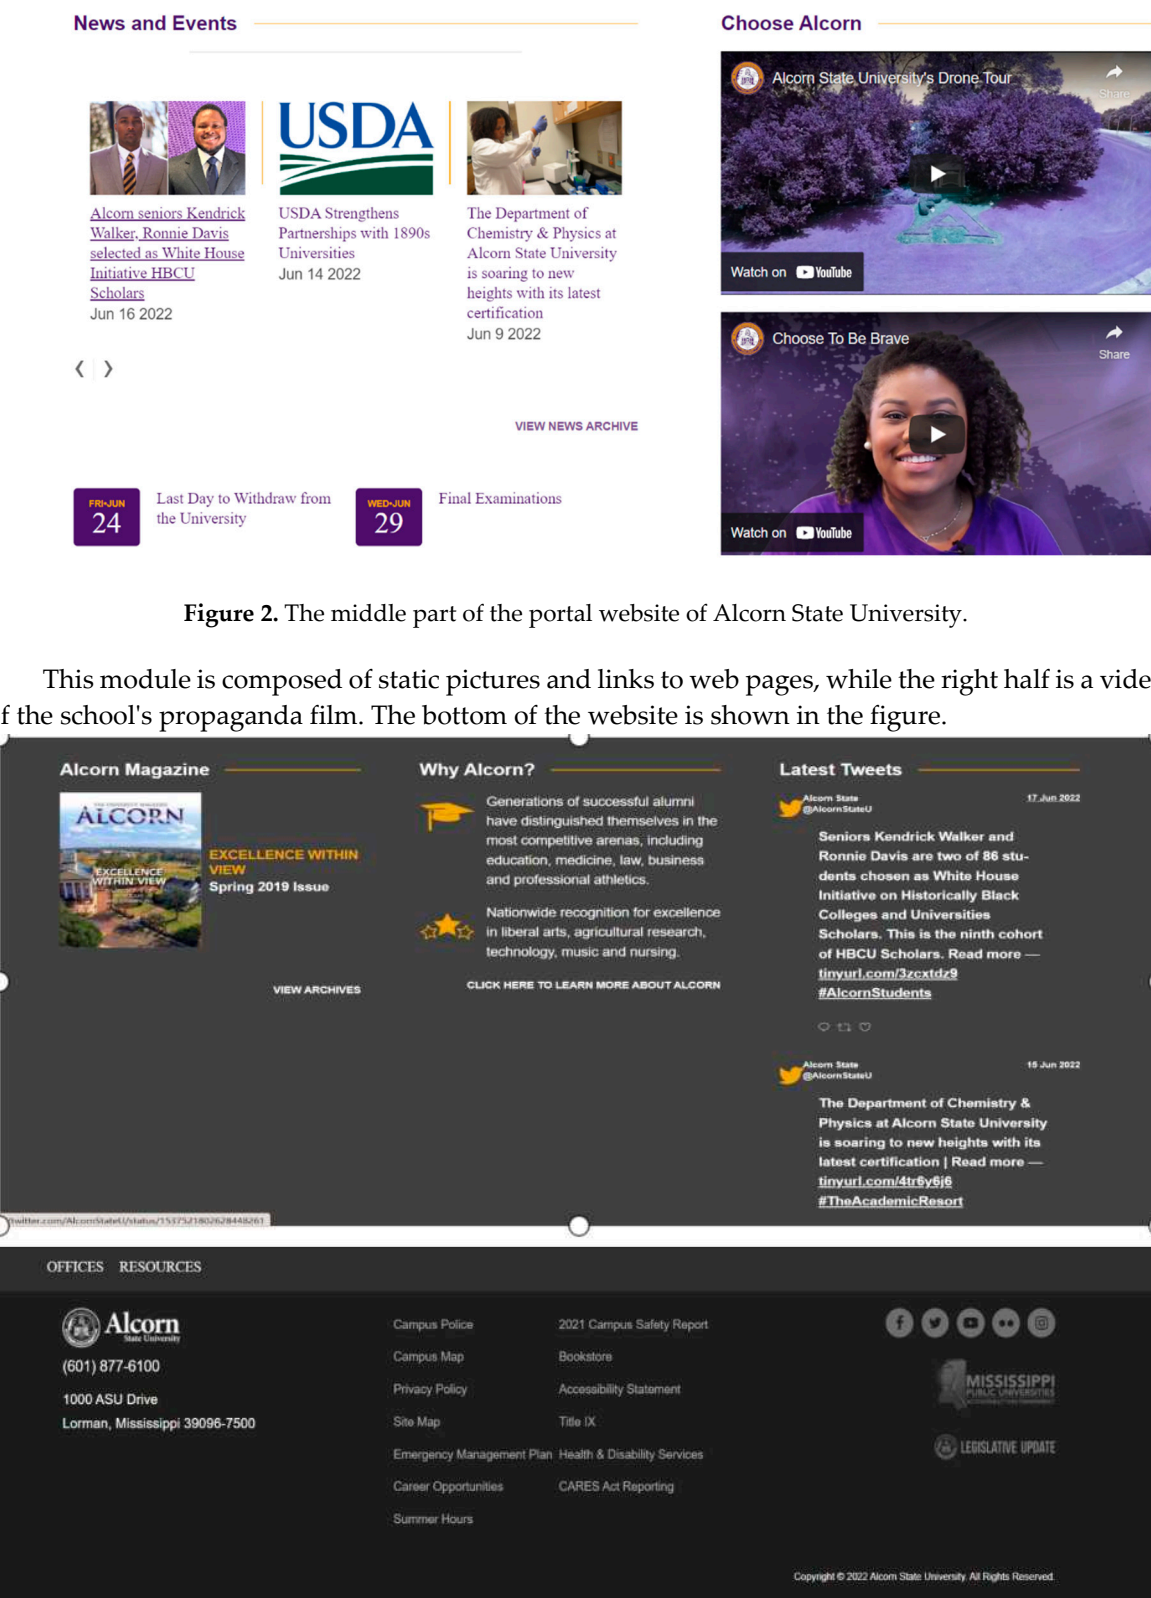 News and Events
Alcorn seniors Kendrick
Walker, Ronnie Davis
selected as White House
Initiative HBCU
Scholars
Jun 16 2022
USDA
USDA Strengthens
Partnerships with 1890s
Universities
Jun 14 2022
The Department of
Chemistry & Physics at
Alcorn State University
is soaring to new
heights with its latest
certification
Jun 9 2022
❮ ❯
VIEW NEWS ARCHIVE
FRI•JUN
24
Last Day to Withdraw from
the University
WED•JUN
29
Final Examinations
Choose Alcorn
Alcorn State University's Drone Tour
Share
Watch on YouTube
Choose To Be Brave
Share
Watch on YouTube
Figure 2. The middle part of the portal website of Alcorn State University.
This module is composed of static pictures and links to web pages, while the right half is a vide
f the school's propaganda film. The bottom of the website is shown in the figure.
Alcorn Magazine
ALCORN
EXCELLENCE
WITHIN VIEW
EXCELLENCE WITHIN
VIEW
Spring 2019 Issue
VIEW ARCHIVES
Why Alcorn?
Generations of successful alumni
have distinguished themselves in the
most competitive arenas, including
education, medicine, law, business
and professional athletics.
Nationwide recognition for excellence
in liberal arts, agricultural research,
technology, music and nursing.
CLICK HERE TO LEARN MORE ABOUT ALCORN
Latest Tweets
Alcorn State
@AlcornStateU
17 Jun 2022
Seniors Kendrick Walker and
Ronnie Davis are two of 86 stu-
dents chosen as White House
Initiative on Historically Black
Colleges and Universities
Scholars. This is the ninth cohort
of HBCU Scholars. Read more —
tinyurl.com/3zcxtdz9
#AlcornStudents
Alcorn State
@AlcornStateU
15 Jun 2022
The Department of Chemistry &
Physics at Alcorn State University
is soaring to new heights with its
latest certification | Read more —
tinyurl.com/4tr6y6j6
#TheAcademicResort
twitter.com/AlcornStateU/status/1537521802628448261
OFFICES RESOURCES
Alcorn
State University
(601) 877-6100
1000 ASU Drive
Lorman, Mississippi 39096-7500
Campus Police
Campus Map
Privacy Policy
Site Map
Emergency Management Plan
Career Opportunities
Summer Hours
2021 Campus Safety Report
Bookstore
Accessibility Statement
Title IX
Health & Disability Services
CARES Act Reporting
MISSISSIPPI
PUBLIC UNIVERSITIES
LEGISLATIVE UPDATE
Copyright © 2022 Alcorn State University. All Rights Reserved.